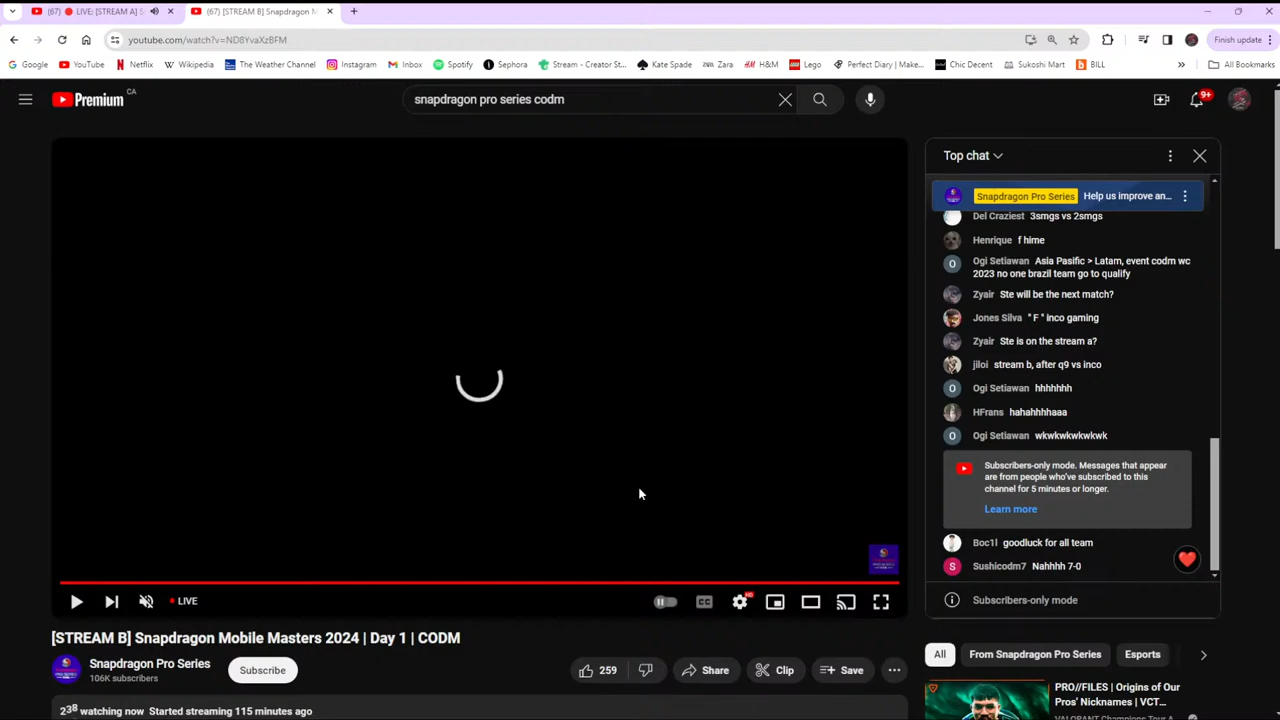 (67) 🔴 LIVE: [STREAM A] S
(67) [STREAM B] Snapdragon M
youtube.com/watch?v=ND8YvaXzBFM
Finish update
Google
YouTube
Netflix
Wikipedia
The Weather Channel
Instagram
Inbox
Spotify
Sephora
Stream - Creator St...
Kate Spade
Zara
H&M
Lego
Perfect Diary | Make...
Chic Decent
Sukoshi Mart
BILL
All Bookmarks
Premium CA
snapdragon pro series codm
9+
Top chat
Snapdragon Pro Series Help us improve an...
Del Craziest 3smgs vs 2smgs
Henrique f hime
Ogi Setiawan Asia Pasific > Latam, event codm wc
2023 no one brazil team go to qualify
Zyair Ste will be the next match?
Jones Silva " F " inco gaming
Zyair Ste is on the stream a?
jiloi stream b, after q9 vs inco
Ogi Setiawan hhhhhhh
HFrans hahahhhhaaa
Ogi Setiawan wkwkwkwkwkwk
Subscribers-only mode. Messages that appear
are from people who've subscribed to this
channel for 5 minutes or longer.
Learn more
Boc1l goodluck for all team
Sushicodm7 Nahhhh 7-0
Subscribers-only mode
LIVE
HD
[STREAM B] Snapdragon Mobile Masters 2024 | Day 1 | CODM
Snapdragon Pro Series
106K subscribers
Subscribe
259
Share
Clip
Save
watching now Started streaming 115 minutes ago
All
From Snapdragon Pro Series
Esports
PRO//FILES | Origins of Our
Pros' Nicknames | VCT...